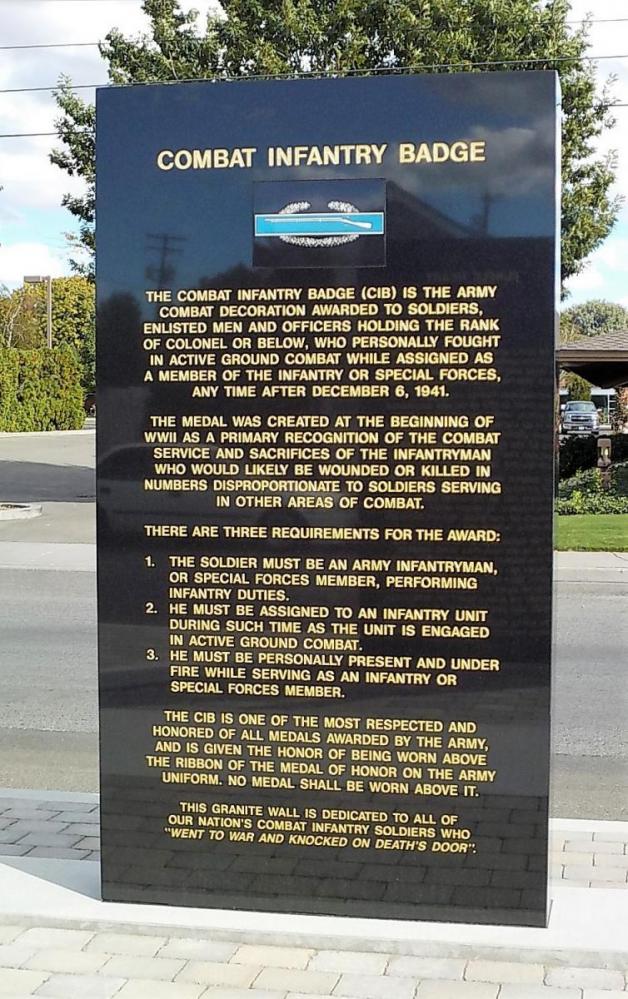 COMBAT INFANTRY BADGE
THE COMBAT INFANTRY BADGE (CIB) IS THE ARMY
COMBAT DECORATION AWARDED TO SOLDIERS,
ENLISTED MEN AND OFFICERS HOLDING THE RANK
OF COLONEL OR BELOW, WHO PERSONALLY FOUGHT
IN ACTIVE GROUND COMBAT WHILE ASSIGNED AS
A MEMBER OF THE INFANTRY OR SPECIAL FORCES,
ANY TIME AFTER DECEMBER 6, 1941.
THE MEDAL WAS CREATED AT THE BEGINNING OF
WWII AS A PRIMARY RECOGNITION OF THE COMBAT
SERVICE AND SACRIFICES OF THE INFANTRYMAN
WHO WOULD LIKELY BE WOUNDED OR KILLED IN
NUMBERS DISPROPORTIONATE TO SOLDIERS SERVING
IN OTHER AREAS OF COMBAT.
THERE ARE THREE REQUIREMENTS FOR THE AWARD:
1. THE SOLDIER MUST BE AN ARMY INFANTRYMAN,
OR SPECIAL FORCES MEMBER, PERFORMING
INFANTRY DUTIES.
2. HE MUST BE ASSIGNED TO AN INFANTRY UNIT
DURING SUCH TIME AS THE UNIT IS ENGAGED
IN ACTIVE GROUND COMBAT.
3. HE MUST BE PERSONALLY PRESENT AND UNDER
FIRE WHILE SERVING AS AN INFANTRY OR
SPECIAL FORCES MEMBER.
THE CIB IS ONE OF THE MOST RESPECTED AND
HONORED OF ALL MEDALS AWARDED BY THE ARMY,
AND IS GIVEN THE HONOR OF BEING WORN ABOVE
THE RIBBON OF THE MEDAL OF HONOR ON THE ARMY
UNIFORM. NO MEDAL SHALL BE WORN ABOVE IT.
THIS GRANITE WALL IS DEDICATED TO ALL OF
OUR NATION'S COMBAT INFANTRY SOLDIERS WHO
"WENT TO WAR AND KNOCKED ON DEATH'S DOOR".